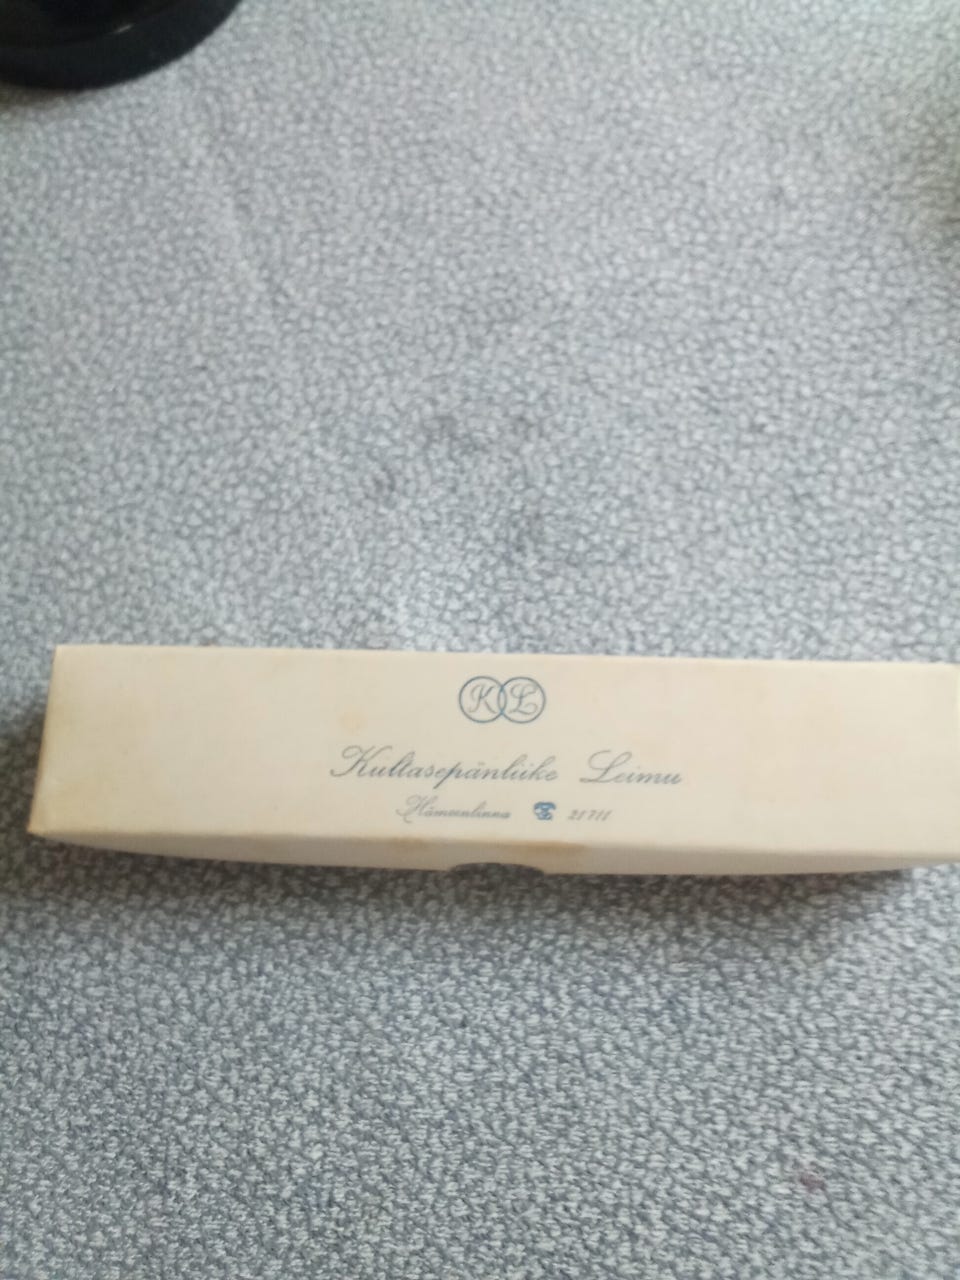 KL
Kultasepänliike Leimu
Hämeenlinna ☎ 21711